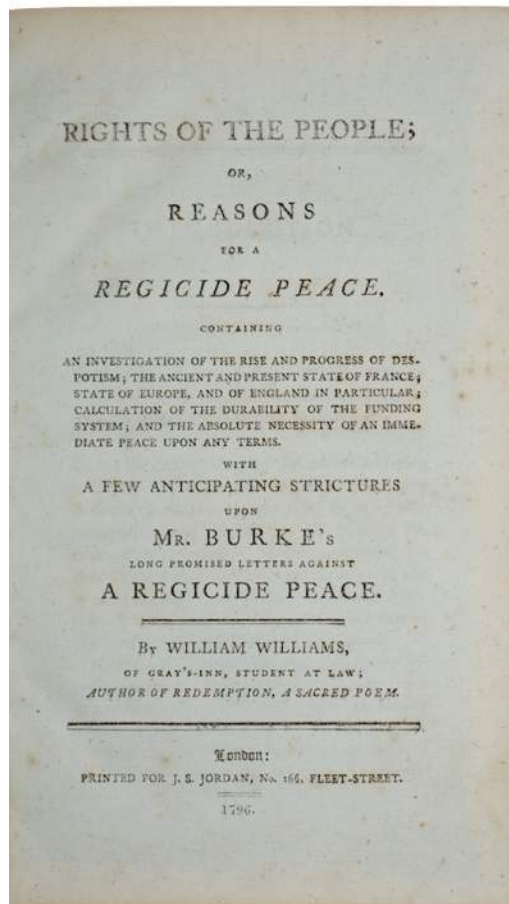 RIGHTS OF THE PEOPLE;
OR,
REASONS
FOR A
REGICIDE PEACE.
CONTAINING
AN INVESTIGATION OF THE RISE AND PROGRESS OF DES-
POTISM; THE ANCIENT AND PRESENT STATE OF FRANCE;
STATE OF EUROPE, AND OF ENGLAND IN PARTICULAR;
CALCULATION OF THE DURABILITY OF THE FUNDING
SYSTEM; AND THE ABSOLUTE NECESSITY OF AN IMME-
DIATE PEACE UPON ANY TERMS.
WITH
A FEW ANTICIPATING STRICTURES
UPON
MR. BURKE'S
LONG PROMISED LETTERS AGAINST
A REGICIDE PEACE.
BY WILLIAM WILLIAMS,
OF GRAY'S-INN, STUDENT AT LAW;
AUTHOR OF REDEMPTION, A SACRED POEM.
London:
PRINTED FOR J. S. JORDAN, No. 166, FLEET-STREET.
1796.